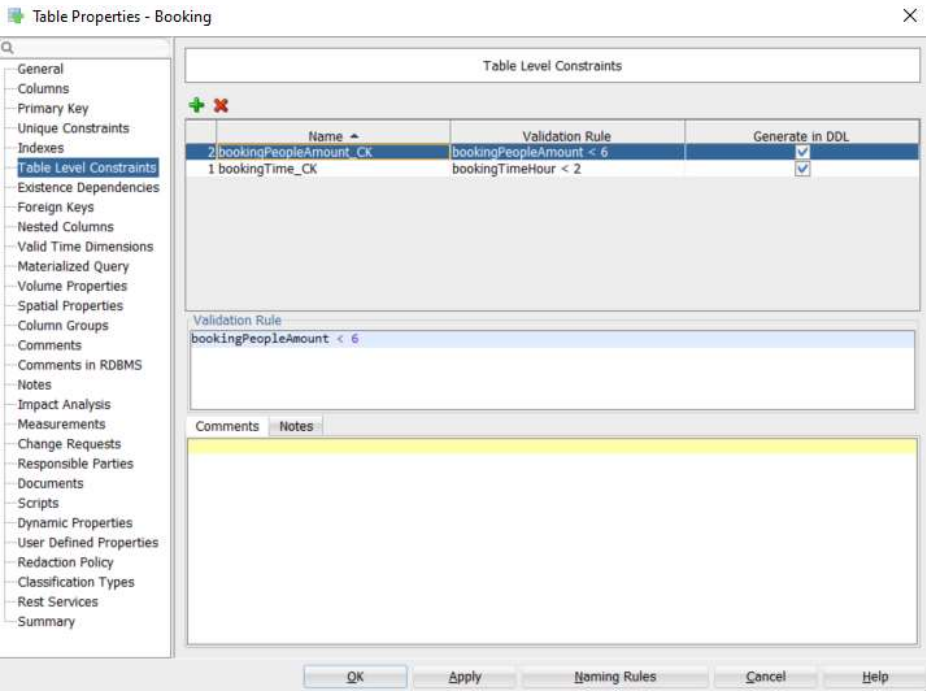 Table Properties - Booking
General
Columns
Primary Key
Unique Constraints
Indexes
Table Level Constraints
Existence Dependencies
Foreign Keys
Nested Columns
Valid Time Dimensions
Materialized Query
Volume Properties
Spatial Properties
Column Groups
Comments
Comments in RDBMS
Notes
Impact Analysis
Measurements
Change Requests
Responsible Parties
Documents
Scripts
Dynamic Properties
User Defined Properties
Redaction Policy
Classification Types
Rest Services
Summary
Table Level Constraints
Name Validation Rule Generate in DDL
2 bookingPeopleAmount_CK bookingPeopleAmount < 6
1 bookingTime_CK bookingTimeHour < 2
Validation Rule
bookingPeopleAmount < 6
Comments Notes
OK Apply Naming Rules Cancel Help